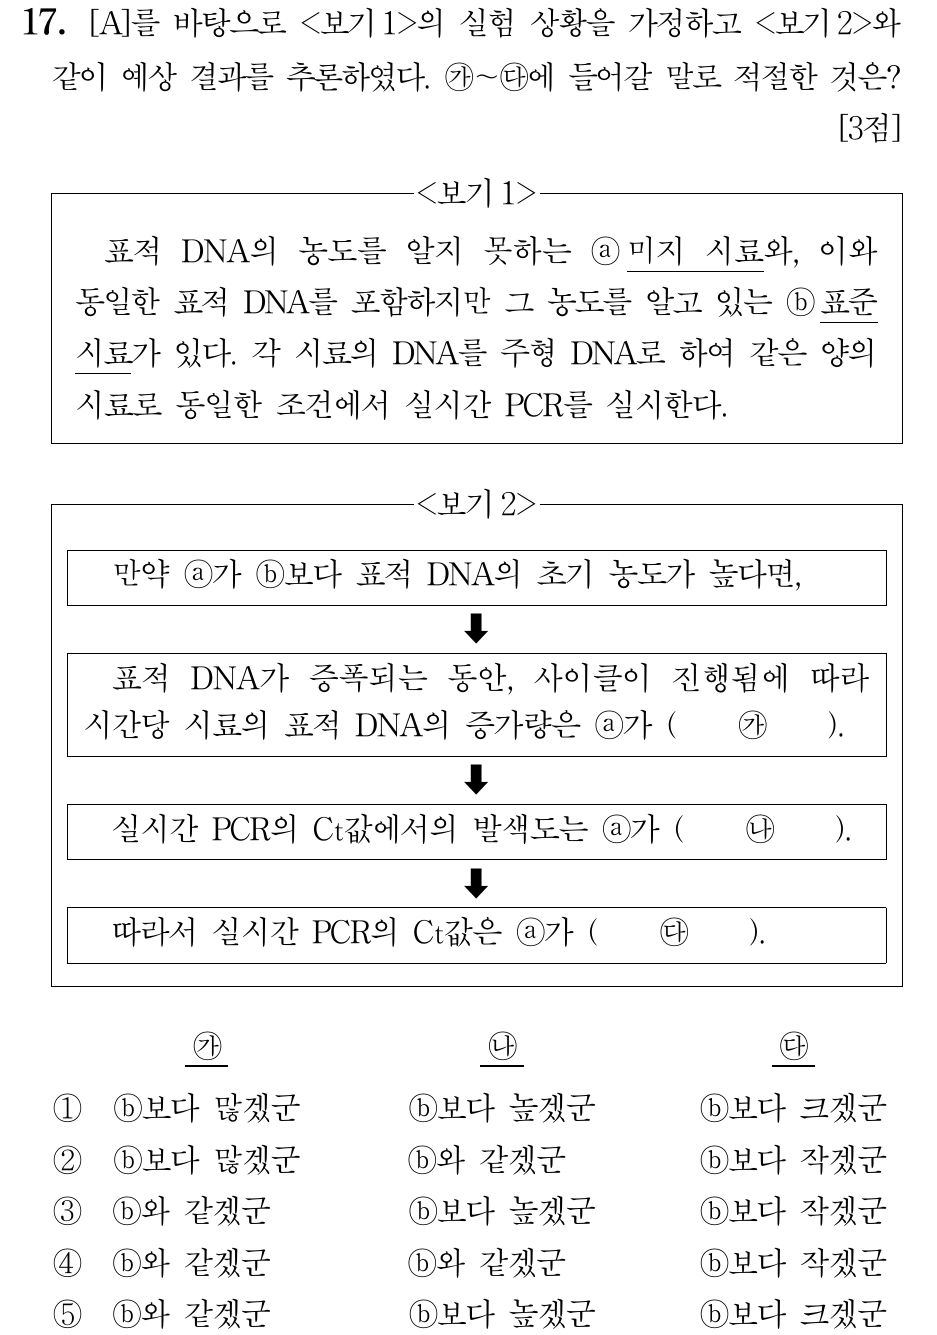 17. [A]를 바탕으로 <보기 1>의 실험 상황을 가정하고 <보기 2>와
같이 예상 결과를 추론하였다. ㉮~㉰에 들어갈 말로 적절한 것은?
[3점]
<보기 1>
표적 DNA의 농도를 알지 못하는 ⓐ미지 시료와, 이와
동일한 표적 DNA를 포함하지만 그 농도를 알고 있는 ⓑ표준
시료가 있다. 각 시료의 DNA를 주형 DNA로 하여 같은 양의
시료로 동일한 조건에서 실시간 PCR를 실시한다.
<보기 2>
만약 ⓐ가 ⓑ보다 표적 DNA의 초기 농도가 높다면,
표적 DNA가 증폭되는 동안, 사이클이 진행됨에 따라
시간당 시료의 표적 DNA의 증가량은 ⓐ가 ( ㉮ ).
실시간 PCR의 Ct값에서의 발색도는 ⓐ가 ( ㉯ ).
따라서 실시간 PCR의 Ct값은 ⓐ가 ( ㉰ ).
㉮ ㉯ ㉰
① ⓑ보다 많겠군 ⓑ보다 높겠군 ⓑ보다 크겠군
② ⓑ보다 많겠군 ⓑ와 같겠군 ⓑ보다 작겠군
③ ⓑ와 같겠군 ⓑ보다 높겠군 ⓑ보다 작겠군
④ ⓑ와 같겠군 ⓑ와 같겠군 ⓑ보다 작겠군
⑤ ⓑ와 같겠군 ⓑ보다 높겠군 ⓑ보다 크겠군